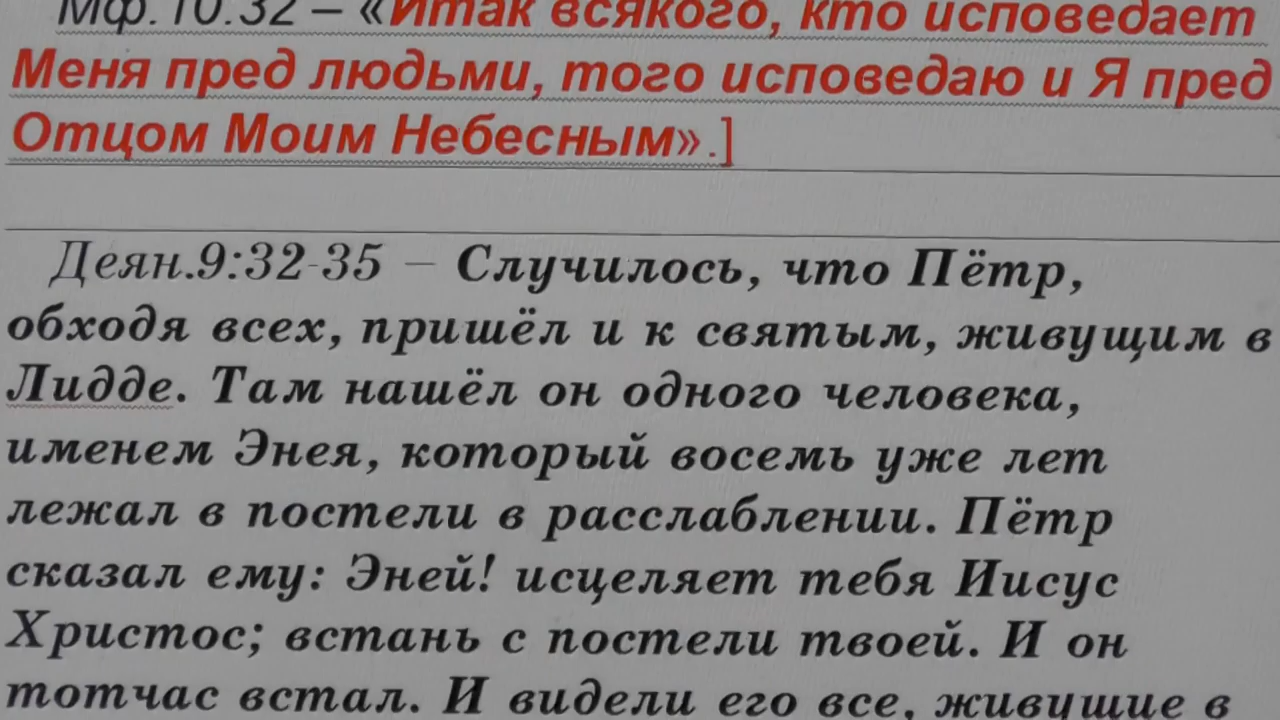 Мф.10:32 – «Итак всякого, кто исповедает
Меня пред людьми, того исповедаю и Я пред
Отцом Моим Небесным».]
Деян.9:32-35 – Случилось, что Пётр,
обходя всех, пришёл и к святым, живущим в
Лидде. Там нашёл он одного человека,
именем Энея, который восемь уже лет
лежал в постели в расслаблении. Пётр
сказал ему: Эней! исцеляет тебя Иисус
Христос; встань с постели твоей. И он
тотчас встал. И видели его все, живущие в